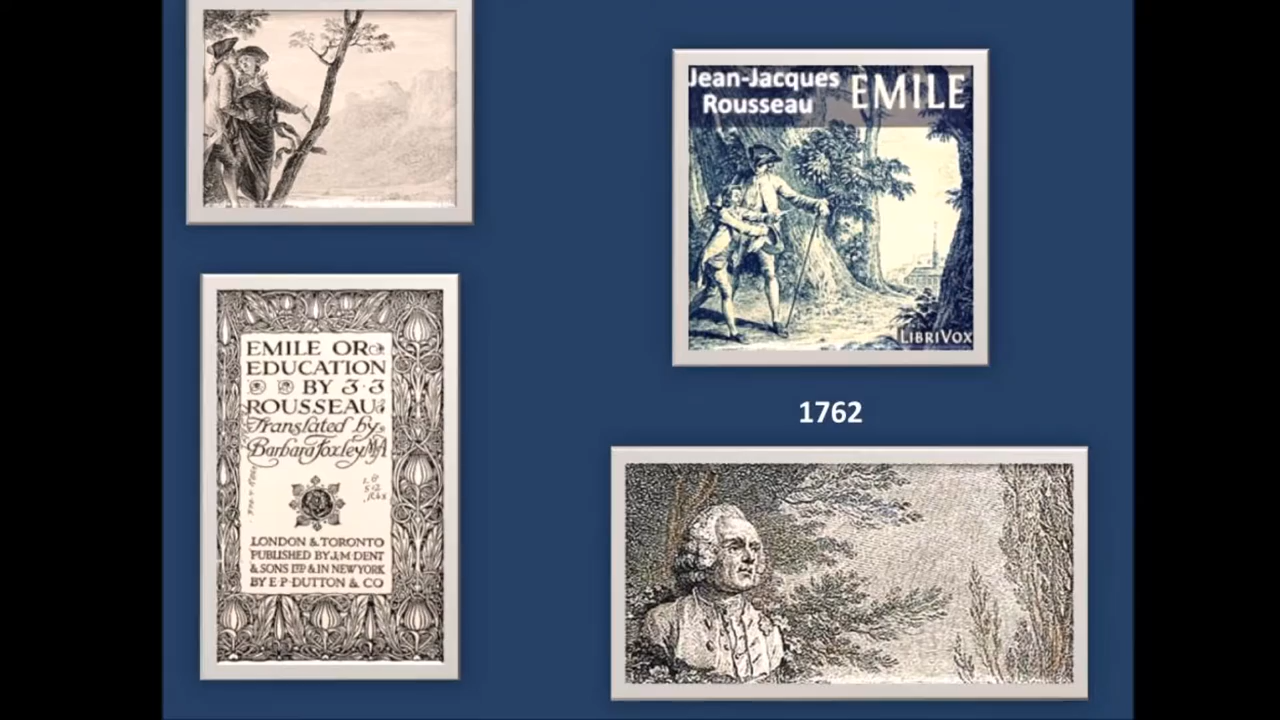 EMILE OR
EDUCATION
BY J·J
ROUSSEAU
Translated by
Barbara Foxley, M.A
LONDON & TORONTO
PUBLISHED BY J·M·DENT
& SONS LTD & IN NEW YORK
BY E·P·DUTTON & CO
Jean-Jacques
Rousseau
EMILE
LIBRIVOX
1762